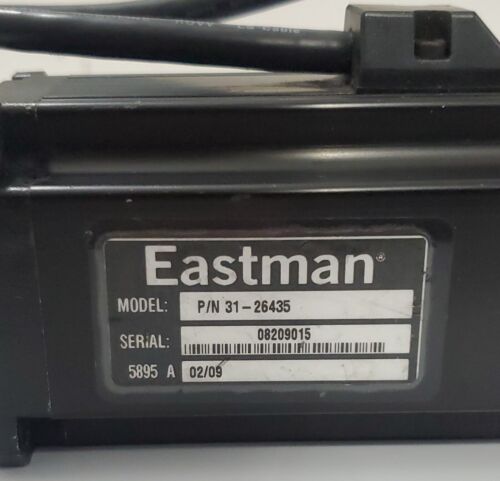 Eastman®
MODEL: P/N 31-26435
SERIAL: 08209015
5895 A 02/09